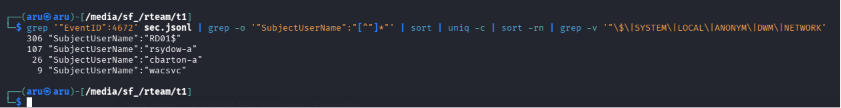 ┌──(aru㉿aru)-[/media/sf_/rteam/t1]
└─$ grep '"EventID":4672' sec.jsonl | grep -o '"SubjectUserName":"[^"]*"' | sort | uniq -c | sort -rn | grep -v '"\$\|SYSTEM\|LOCAL\|ANONYM\|DWM\|NETWORK'
306 "SubjectUserName":"RD01$"
107 "SubjectUserName":"rsydow-a"
26 "SubjectUserName":"cbarton-a"
9 "SubjectUserName":"wacsvc"
┌──(aru㉿aru)-[/media/sf_/rteam/t1]
└─$